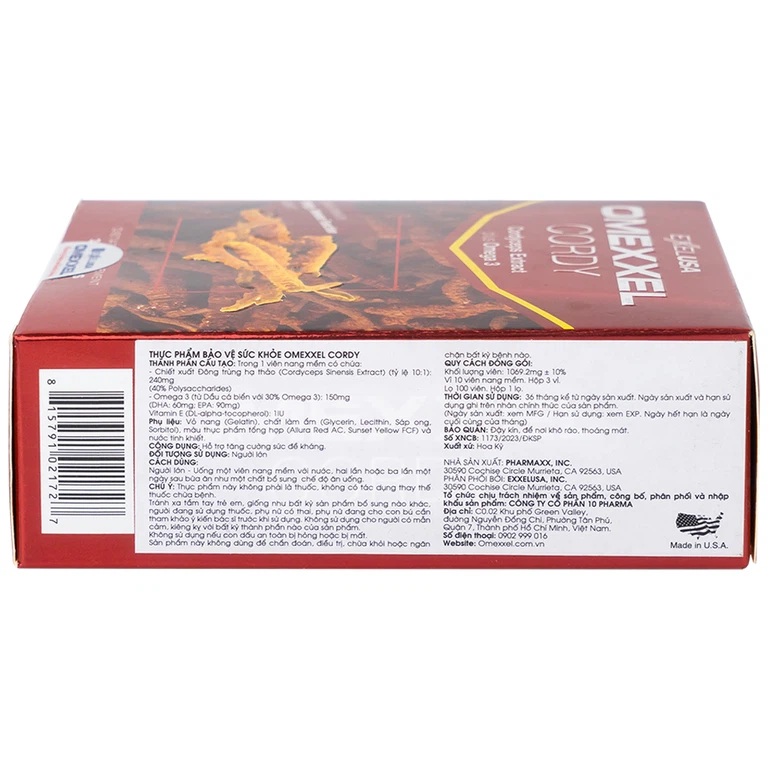 Exxel USA
OMEXXEL
CORDY
Cordyceps Extract
Omega 3
OMEXXEL
THỰC PHẨM BẢO VỆ SỨC KHỎE OMEXXEL CORDY
THÀNH PHẦN CẤU TẠO: Trong 1 viên nang mềm có chứa:
- Chiết xuất Đông trùng hạ thảo (Cordyceps Sinensis Extract) (tỷ lệ 10:1):
240mg
(40% Polysaccharides)
- Omega 3 (từ Dầu cá biển với 30% Omega 3): 150mg
(DHA: 60mg; EPA: 90mg)
Vitamin E (DL-alpha-tocopherol): 1IU
Phụ liệu: Vỏ nang (Gelatin), chất làm ẩm (Glycerin, Lecithin, Sáp ong,
Sorbitol), màu thực phẩm tổng hợp (Allura Red AC, Sunset Yellow FCF) và
nước tinh khiết.
CÔNG DỤNG: Hỗ trợ tăng cường sức đề kháng.
ĐỐI TƯỢNG SỬ DỤNG: Người lớn
CÁCH DÙNG:
Người lớn - Uống một viên nang mềm với nước, hai lần hoặc ba lần một
ngày sau bữa ăn như một chất bổ sung chế độ ăn uống.
CHÚ Ý: Thực phẩm này không phải là thuốc, không có tác dụng thay thế
thuốc chữa bệnh.
Tránh xa tầm tay trẻ em, giống như bất kỳ sản phẩm bổ sung nào khác,
người đang sử dụng thuốc, phụ nữ có thai, phụ nữ đang cho con bú cần
tham khảo ý kiến bác sĩ trước khi sử dụng. Không sử dụng cho người có mẫn
cảm, kiêng kỵ với bất kỳ thành phần nào của sản phẩm.
Không sử dụng nếu con dấu an toàn bị hỏng hoặc bị mất.
Sản phẩm này không dùng để chẩn đoán, điều trị, chữa khỏi hoặc ngăn
chặn bất kỳ bệnh nào.
QUY CÁCH ĐÓNG GÓI:
Khối lượng viên: 1069.2mg ± 10%
Vỉ 10 viên nang mềm. Hộp 3 vỉ.
Lọ 100 viên. Hộp 1 lọ.
THỜI GIAN SỬ DỤNG: 36 tháng kể từ ngày sản xuất. Ngày sản xuất và hạn sử
dụng ghi trên nhãn chính thức của sản phẩm.
(Ngày sản xuất: xem MFG / Hạn sử dụng: xem EXP. Ngày hết hạn là ngày
cuối cùng của tháng)
BẢO QUẢN: Đậy kín, để nơi khô ráo, thoáng mát.
Số XNCB: 1173/2023/ĐKSP
Xuất xứ: Hoa Kỳ
NHÀ SẢN XUẤT: PHARMAXX, INC.
30590 Cochise Circle Murrieta, CA 92563, USA
PHÂN PHỐI BỞI: EXXELUSA, INC.
30590 Cochise Circle Murrieta, CA 92563, USA
Tổ chức chịu trách nhiệm về sản phẩm, công bố, phân phối và nhập
khẩu sản phẩm: CÔNG TY CỔ PHẦN 10 PHARMA
Địa chỉ: C0.02 Khu phố Green Valley,
đường Nguyễn Đổng Chi, Phường Tân Phú,
Quận 7, Thành phố Hồ Chí Minh, Việt Nam.
Số điện thoại: 0902 999 016
Website: Omexxel.com.vn
Made in U.S.A.
8 15791 02172 7